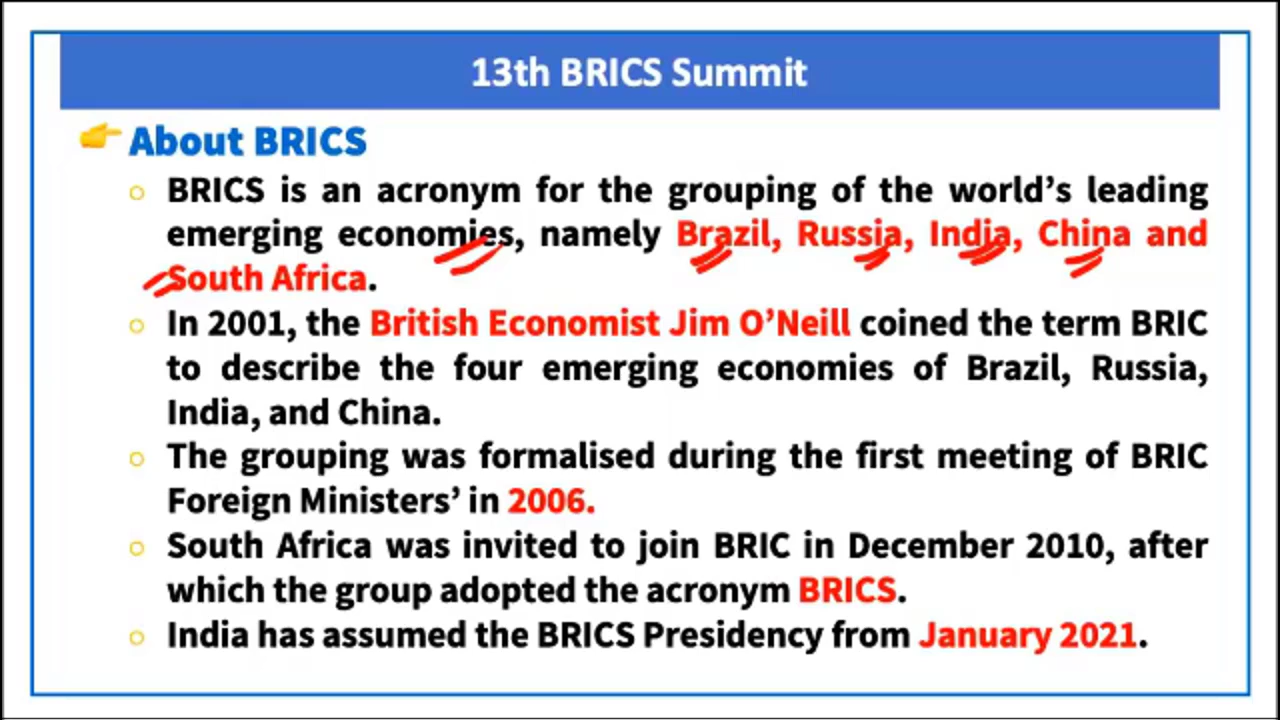 13th BRICS Summit
About BRICS
BRICS is an acronym for the grouping of the world's leading
emerging economies, namely Brazil, Russia, India, China and
South Africa.
In 2001, the British Economist Jim O'Neill coined the term BRIC
to describe the four emerging economies of Brazil, Russia,
India, and China.
The grouping was formalised during the first meeting of BRIC
Foreign Ministers' in 2006.
South Africa was invited to join BRIC in December 2010, after
which the group adopted the acronym BRICS.
India has assumed the BRICS Presidency from January 2021.